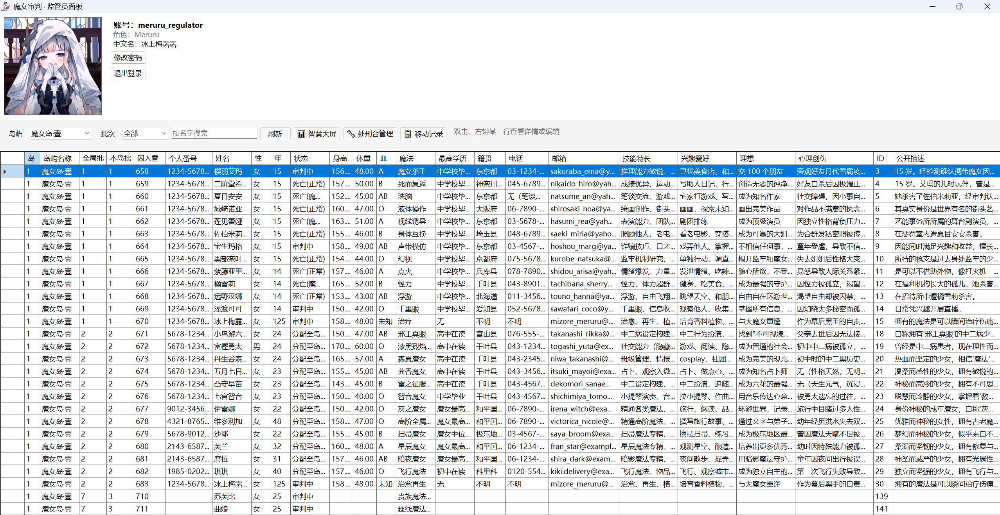 魔女审判 · 监管员面板
账号：meruru_regulator
角色：Meruru
中文名：冰上梅露露
修改密码
退出登录
岛屿 魔女岛·壹 批次 全部 按名字搜索 刷新 智慧大屏 处刑台管理 移动记录 双击、右键某一行查看详情或编辑
岛 岛屿名称 全局批 本岛批 囚人番 个人番号 姓名 性 年 状态 身高 体重 血 魔法 最高学历 籍贯 电话 邮箱 技能特长 兴趣爱好 理想 心理创伤 ID 公开描述
1 魔女岛·壹 1 1 658 1234-5678... 樱羽艾玛 女 15 审判中 156.... 48.00 A 魔女杀手 中学校毕... 东京都 03-1234-... sakuraba_ema@y... 推理能力敏锐、... 寻找美食店、和... 交 100 个朋友 旁观好友月代雪霸凌... 3 15 岁。经检测确认携带魔女因...
1 魔女岛·壹 1 1 659 1234-5678... 二阶堂希... 女 15 死亡(正常) 157.... 50.00 B 死而复返 中学校毕... 神奈川... 045-6789... nikaido_hiro@yah... 成绩优异、运动... 写助人日记、行... 创造无恶的纯净... 好友自杀后因极端正... 4 15 岁。艾玛的儿时玩伴，曾是...
1 魔女岛·壹 1 1 660 1234-5678... 夏目安安 女 15 死亡(魔... 152.... 45.00 AB 洗脑 中学校毕... 东京都 无（笔谈... natsume_an@yah... 笔谈交流、游戏... 宅家打游戏、写... 成为知名作家 社交障碍，因小事自... 5 她杀害了佐伯米莉亚，经审判认...
1 魔女岛·壹 1 1 661 1234-5678... 城崎诺亚 女 15 死亡(正常) 160.... 47.00 O 液体操作 中学校毕... 大阪府 06-7890-... shirosaki_noa@ya... 绘画创作、街头... 画画、探索未知... 画出完美作品 对作品不满意的执念... 6 其真实身份是世界有名的街头艺...
1 魔女岛·壹 1 1 662 1234-5678... 莲见蕾娅 女 15 死亡(魔... 163.... 51.00 A 视线诱导 中学校毕... 东京都 03-5678-... hasumi_rea@yah... 表演能力、团队... 剧团排练 成为顶级演员 因独立性格背负压力... 7 艺能事务所所属的舞台剧演员，...
1 魔女岛·壹 1 1 663 1234-5678... 佐伯米莉... 女 15 死亡(正常) 155.... 46.00 B 身体互换 中学校毕... 埼玉县 048-6789... saeki_miria@yaho... 照顾他人、老电... 看老电影、穿搭... 成为可靠的大姐... 为合群发私密照被传... 8 在惩罚室内遭夏目安安杀害。
1 魔女岛·壹 1 1 664 1234-5678... 宝生玛格 女 15 审判中 158.... 49.00 AB 声带模仿 中学校毕... 东京都 03-4567-... hoshou_marg@ya... 诈骗技巧、口才... 戏弄他人、掌握... 不相信任何事，... 童年受虐，导致不信... 9 因能同时满足兴趣和收益，擅长...
1 魔女岛·壹 1 1 665 1234-5678... 黑部奈叶... 女 15 死亡(正常) 154.... 44.00 O 幻视 中学校毕... 京都府 075-5678... kurobe_natsuka@... 监牢机制研究、... 单独行动、调查... 揭开监牢和魔女... 失去姐姐后性格大变... 10 所持的枪支是过去身处监牢的少...
1 魔女岛·壹 1 1 666 1234-5678... 紫藤亚里... 女 14 死亡(正常) 157.... 46.00 A 点火 中学校毕... 兵库县 078-7890... shidou_arisa@yah... 情绪爆发、力量... 发泄情绪、吃辣... 随心所欲，不受... 易怒导致人际关系紧... 11 是可以不借助外物，像打火机一...
1 魔女岛·壹 1 1 667 1234-5678... 橘雪莉 女 14 死亡(魔... 165.... 52.00 B 怪力 中学校毕... 千叶县 043-8901... tachibana_sherry... 怪力、体力超群... 健身、吃美食、... 成为最强的守护... 因怪力被孤立，渴望... 12 在福利机构长大的孤儿。她杀害...
1 魔女岛·壹 1 1 668 1234-5678... 远野汉娜 女 14 死亡(正常) 153.... 43.00 AB 浮游 中学校毕... 北海道 011-3456... touno_hanna@ya... 浮游、自由飞翔... 眺望天空、和朋... 自由自在环游世... 渴望自由却被囚禁，... 13 在招待所中遭橘雪莉杀害。
1 魔女岛·壹 1 1 669 1234-5678... 泽渡可可 女 14 审判中 150.... 42.00 O 千里眼 中学校毕... 爱知县 052-5678... sawatari_coco@y... 千里眼、信息收... 观察他人、收集... 掌握所有信息，... 因知晓太多秘密而孤... 14 日常凭兴趣开展直播。
1 魔女岛·壹 1 1 670 1234-5678... 冰上梅露... 女 125 审判中 158.... 48.00 未知 治疗 无 不明 不明 mizore_meruru@... 治愈、再生、植... 培育香料植物、... 与大魔女重逢 作为幕后黑手的自责... 15 拥有的魔法是可以瞬间治疗伤痛...
1 魔女岛·壹 2 2 671 5678-1234... 小鸟游六... 女 24 分配至岛... 150.... 47.00 AB 邪王真眼 高中在读 富山县 076-555-... takanashi_rikka@... 中二病设定构建... 中二行为扮演、... 找到"不可视境... 父亲去世后因无法接... 18 自称拥有'邪王真眼'的中二病少...
1 魔女岛·壹 2 2 672 5678-1234... 富樫勇太 男 24 分配至岛... 170.... 60.00 O 漆黑烈焰... 高中在读 千叶县 043-1234... togashi_yuta@ex... 社交能力（隐藏... 游戏、阅读、隐... 成为普通的社会... 初中中二病被孤立，... 19 曾经是中二病患者，现在理性而...
1 魔女岛·壹 2 2 673 5678-1234... 丹生谷森... 女 24 分配至岛... 165.... 57.00 A 森夏魔女 高中在读 千叶县 043-2345... niwa_takanashi@... 班级管理、情报... cosplay、社团... 成为完美的现充... 初中时的中二黑历史... 20 热血而坚定的少女，相信'魔法'...
1 魔女岛·壹 2 2 674 5678-1234... 五月七日... 女 23 分配至岛... 155.... 45.00 AB 茴香魔女 高中在读 千叶县 043-3456... itsuki_mayoi@exa... 占卜、观察入微... 占卜、做点心、... 成为知名占卜师 无（性格天然，无明... 21 温柔而感性的少女，拥有敏锐的...
1 魔女岛·壹 2 2 675 5678-1234... 凸守早苗 女 23 分配至岛... 143.... 45.00 B 雷之征服... 高中在读 千叶县 043-4567... dekomori_sanae... 中二设定构建、... 中二扮演、追随... 成为六花的最强... 无（天生元气，沉浸... 22 神秘而高冷的少女，拥有不可思...
1 魔女岛·壹 2 2 676 5678-1234... 七宫智音 女 23 分配至岛... 150.... 40.00 O 智音魔女 中学毕业 千叶县 043-4567... shichimiya_tomo... 小提琴演奏、音... 拉小提琴、作曲... 用音乐传达心意... 被勇太遗忘的过往，... 23 聪慧而冷静的少女，掌握着'数...
1 魔女岛·壹 2 2 677 9012-3456... 伊雷娜 女 22 分配至岛... 150.... 42.00 O 灰之魔女 魔女最高... 和平国... 06-7890-... irena_witch@exa... 精通各类魔法、... 旅行、阅读、品... 环游世界，记录... 旅行中目睹过多人性... 24 身份神秘的成年魔女，自称'灰...
1 魔女岛·壹 2 2 678 4321-8765... 维多利加 女 48 分配至岛... 158.... 47.00 O 高阶全属... 魔女最高... 和平国... 06-7890-... victorica_nicole@... 精通高阶魔法、... 撰写旅行故事、... 通过文字与弟子... 幼年经历洪水失去双... 25 优雅而神秘的女性，拥有古老魔...
1 魔女岛·壹 2 2 679 5678-9012... 沙耶 女 22 分配至岛... 155.... 45.00 B 扫帚魔女 魔女中位... 极东地... 03-4567-... saya_broom@exa... 扫帚魔法专精、... 擦拭扫帚、练习... 成为极东地区最... 曾因魔法天赋不足被... 26 梦幻而神秘的少女，似乎来自不...
1 魔女岛·壹 2 2 680 2143-6587... 芙兰 女 32 分配至岛... 160.... 48.00 A 星辰魔女 魔女最高... 和平国... 06-1234-... fran_star@exampl... 星辰魔法专精、... 观测星空、酿造... 培养出更多优秀... 幼时因特殊能力被孤... 27 柔弱而坚韧的少女，拥有修复与...
1 魔女岛·壹 2 2 681 2143-6587... 席拉 女 31 分配至岛... 157.... 46.00 AB 暗夜魔女 魔女最高... 和平国... 06-1234-... shira_dark@exam... 暗影魔法专精、... 夜间散步、捉弄... 用暗影魔法守护... 童年因夜间出行被误... 28 神圣而威严的少女，拥有光属性...
1 魔女岛·壹 2 2 682 1985-0202... 琪琪 女 40 分配至岛... 157.... 46.00 O 飞行魔法 初中在读 科里科 0120-554... kiki.delivery@exa... 飞行魔法、物品... 飞行、观察城市... 成为独立自主的... 第一次飞行失败导致... 29 独立而坚强的少女，拥有飞行与...
1 魔女岛·壹 2 2 683 1234-5678... 冰上梅露... 女 125 审判中 158.... 48.00 未知 治愈再生 无 不明 不明 mizore_meruru@... 治愈、再生、植... 培育香料植物、... 与大魔女重逢 作为幕后黑手的自责... 30 拥有的魔法是可以瞬间治疗伤痛...
1 魔女岛·壹 7 3 710 苏芙比 女 25 审判中 贵族魔法... 139
1 魔女岛·壹 7 3 711 曲娘 女 25 审判中 丝线魔法... 141